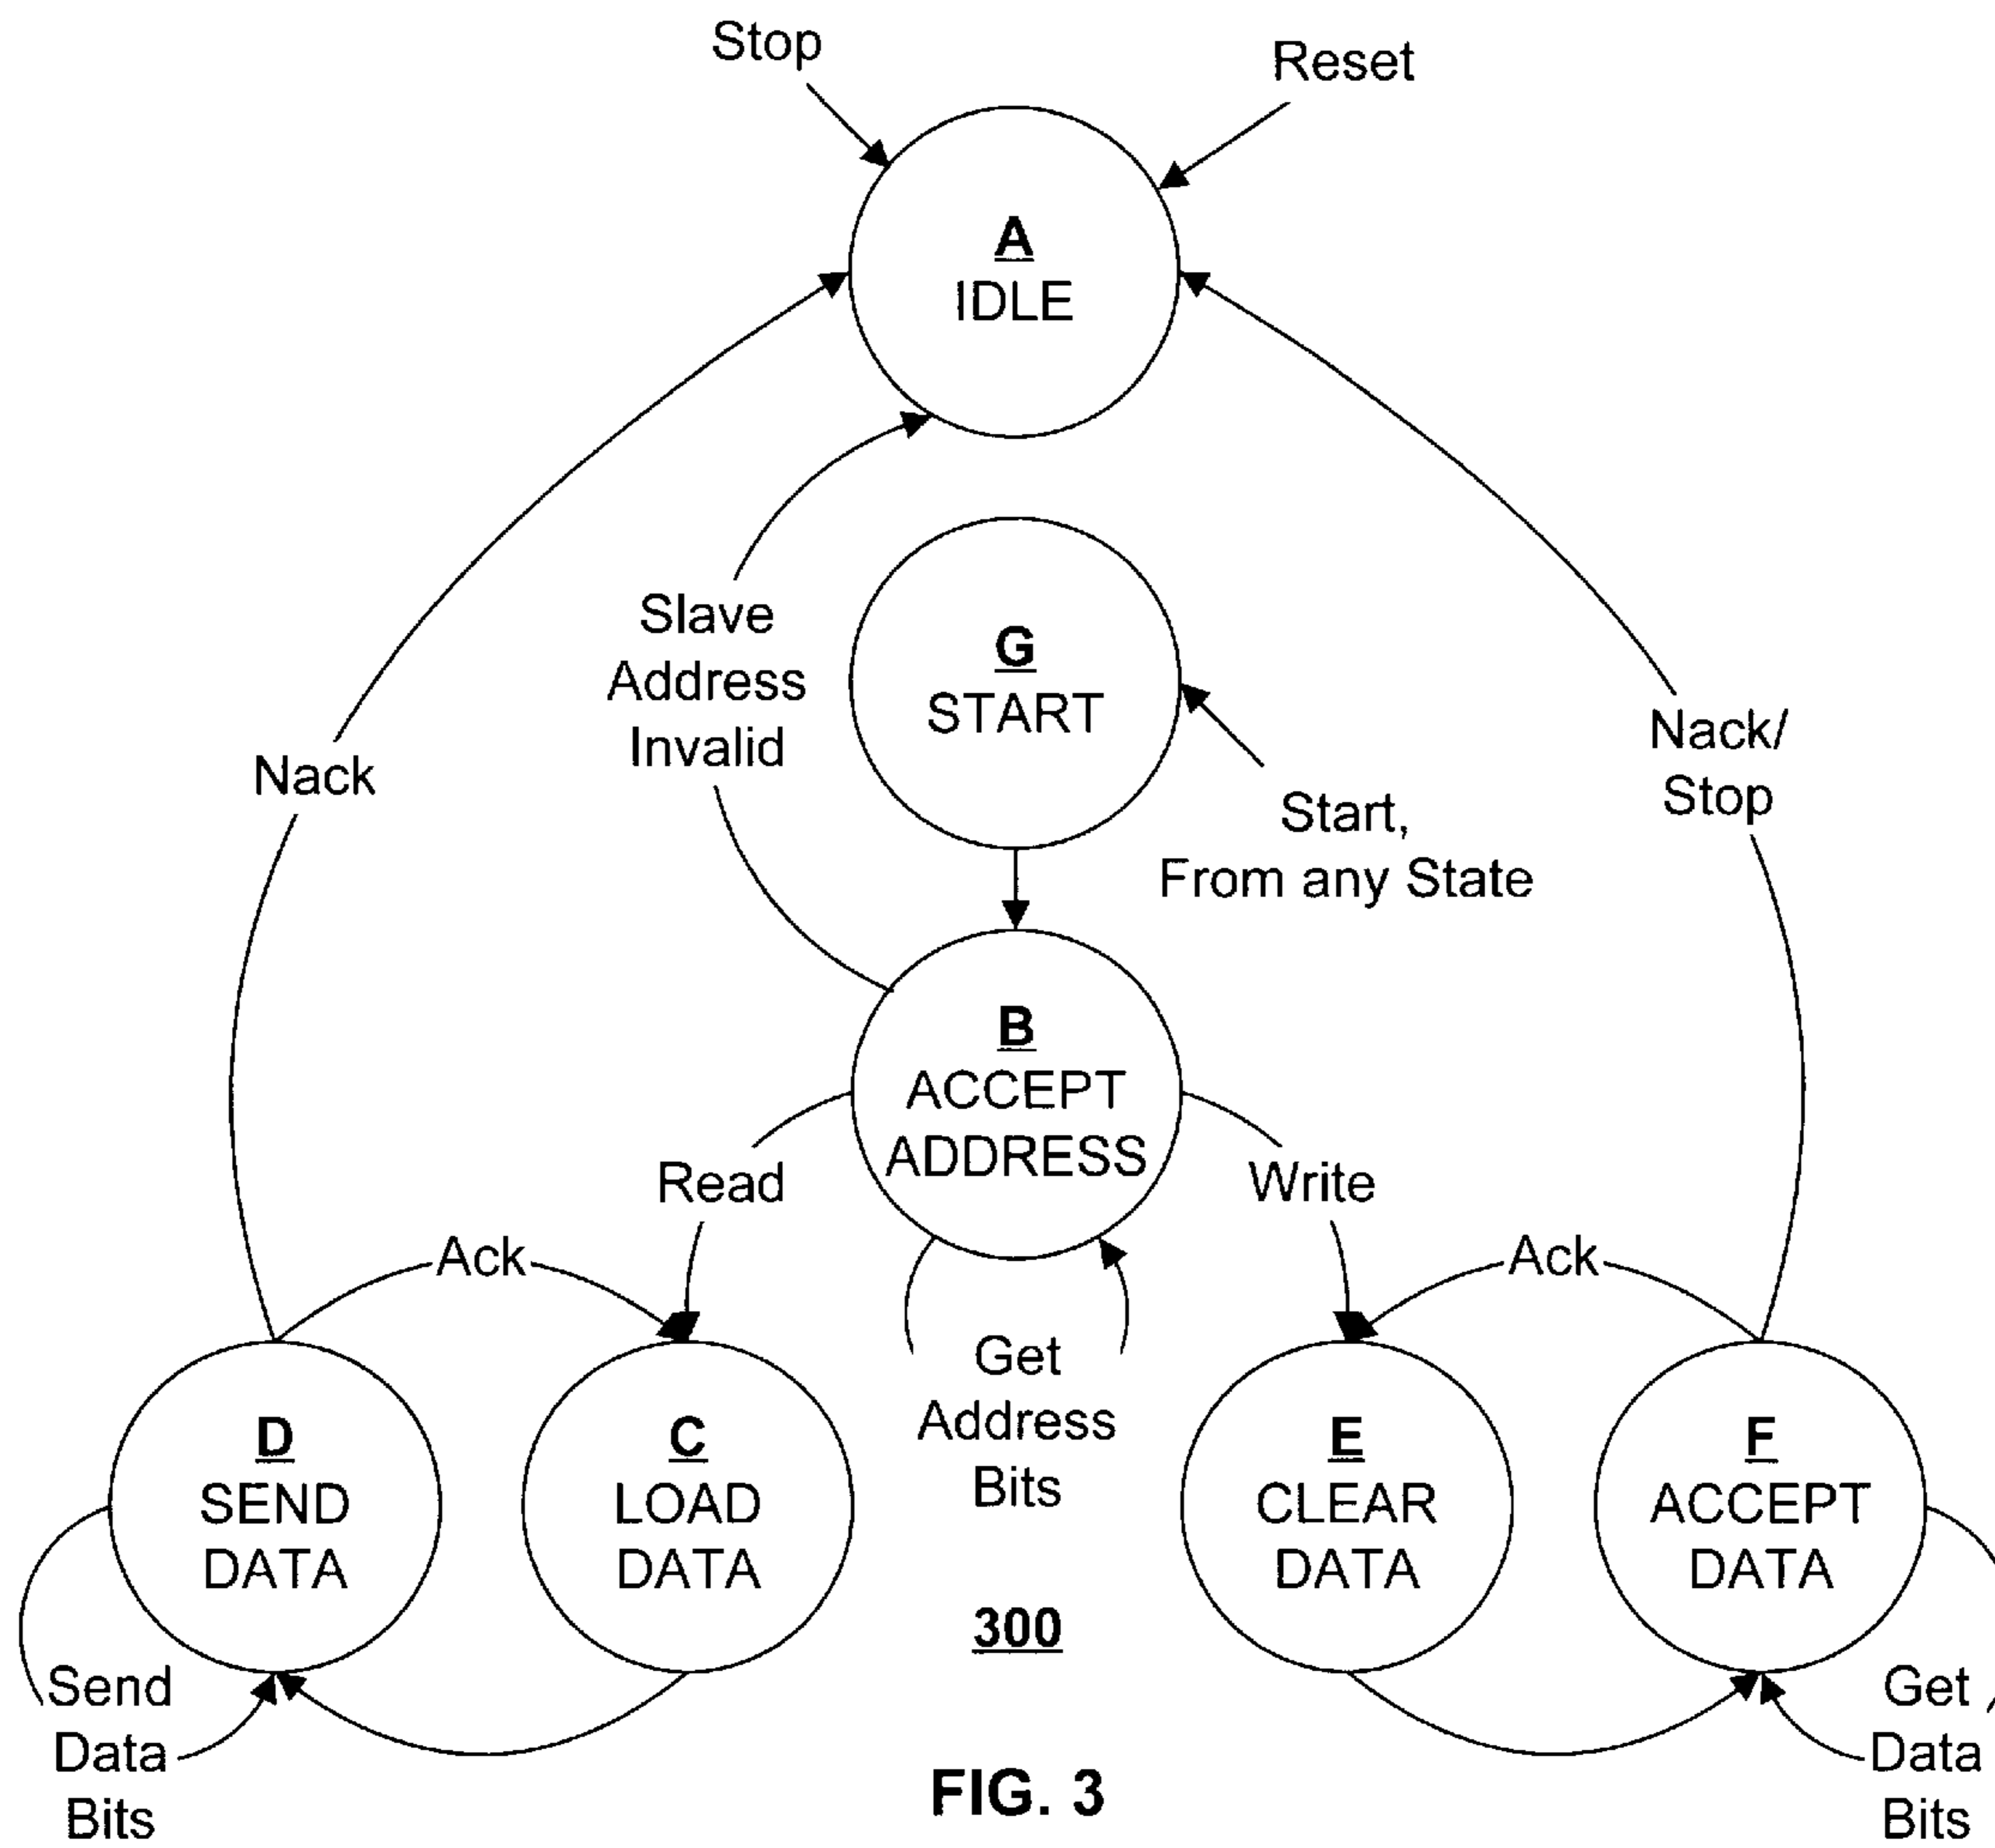 Stop
Reset
A
IDLE
Slave
Address
Invalid
G
START
Nack
Nack/
Stop
Start,
From any State
B
ACCEPT
ADDRESS
Read
Write
Ack
Ack
Get
Address
Bits
D
SEND
DATA
C
LOAD
DATA
E
CLEAR
DATA
F
ACCEPT
DATA
300
Send
Data
Bits
Get
Data
Bits
FIG. 3